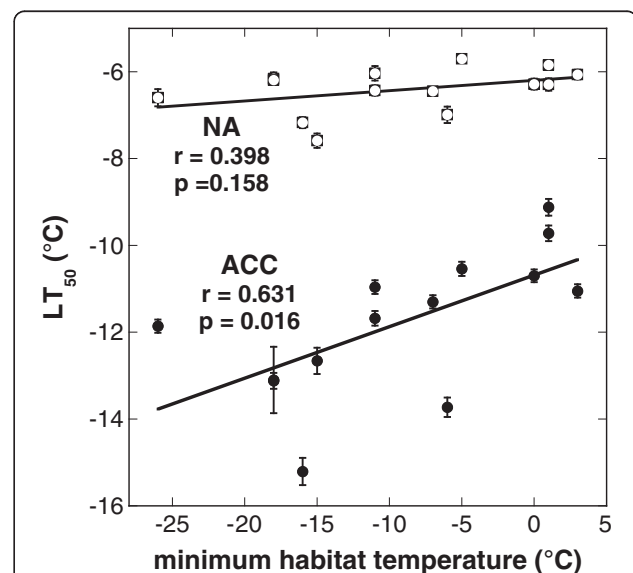 -6
NA
r = 0.398
p =0.158
-8
-10
ACC
r = 0.631
p = 0.016
-12
-14
-16
LT50 (°C)
-25 -20 -15 -10 -5 0 5
minimum habitat temperature (°C)